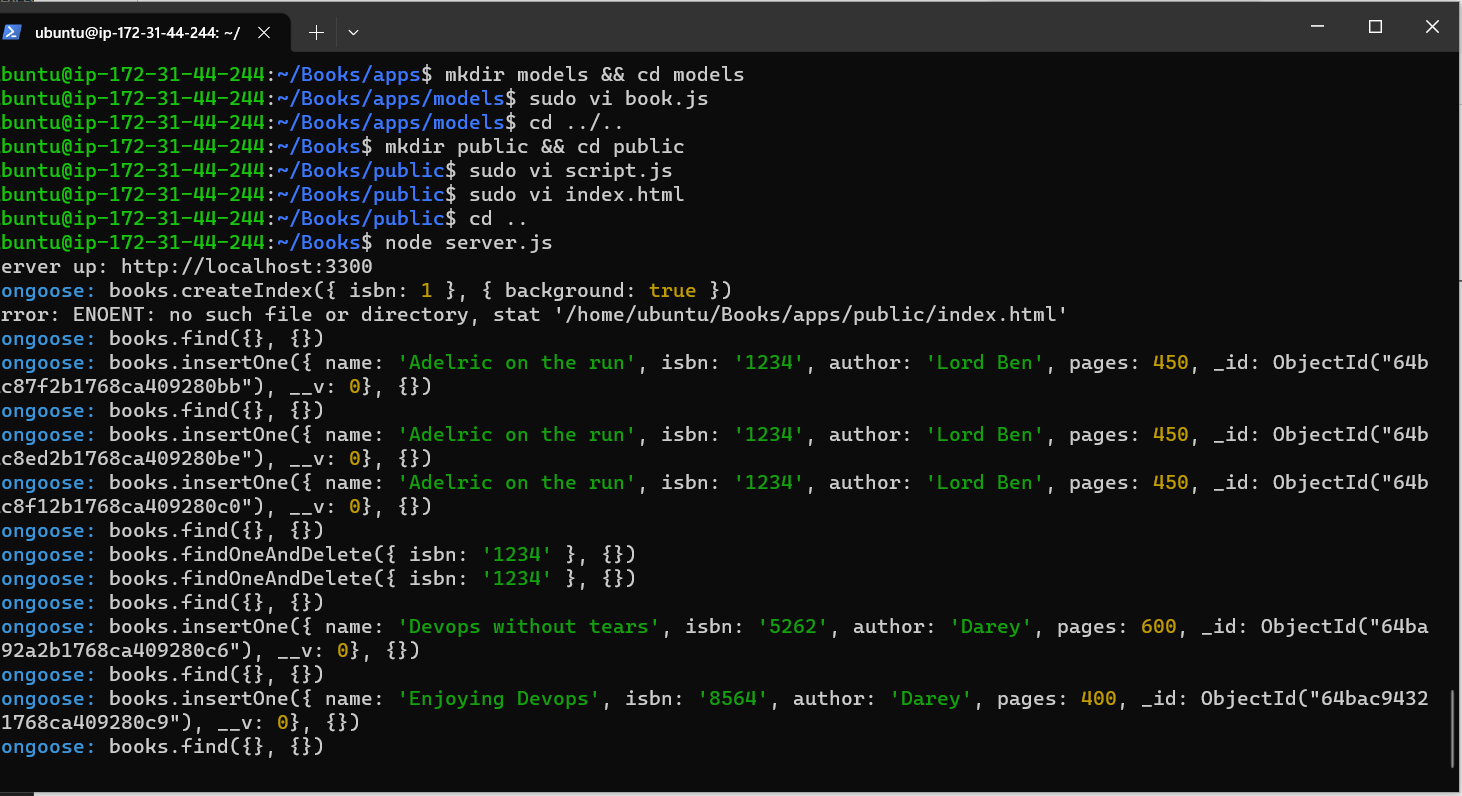 ubuntu@ip-172-31-44-244: ~/
buntu@ip-172-31-44-244:~/Books/apps$ mkdir models && cd models
buntu@ip-172-31-44-244:~/Books/apps/models$ sudo vi book.js
buntu@ip-172-31-44-244:~/Books/apps/models$ cd ../..
buntu@ip-172-31-44-244:~/Books$ mkdir public && cd public
buntu@ip-172-31-44-244:~/Books/public$ sudo vi script.js
buntu@ip-172-31-44-244:~/Books/public$ sudo vi index.html
buntu@ip-172-31-44-244:~/Books/public$ cd ..
buntu@ip-172-31-44-244:~/Books$ node server.js
erver up: http://localhost:3300
ongoose: books.createIndex({ isbn: 1 }, { background: true })
rror: ENOENT: no such file or directory, stat '/home/ubuntu/Books/apps/public/index.html'
ongoose: books.find({}, {})
ongoose: books.insertOne({ name: 'Adelric on the run', isbn: '1234', author: 'Lord Ben', pages: 450, _id: ObjectId("64b
c87f2b1768ca409280bb"), __v: 0}, {})
ongoose: books.find({}, {})
ongoose: books.insertOne({ name: 'Adelric on the run', isbn: '1234', author: 'Lord Ben', pages: 450, _id: ObjectId("64b
c8ed2b1768ca409280be"), __v: 0}, {})
ongoose: books.insertOne({ name: 'Adelric on the run', isbn: '1234', author: 'Lord Ben', pages: 450, _id: ObjectId("64b
c8f12b1768ca409280c0"), __v: 0}, {})
ongoose: books.find({}, {})
ongoose: books.findOneAndDelete({ isbn: '1234' }, {})
ongoose: books.findOneAndDelete({ isbn: '1234' }, {})
ongoose: books.find({}, {})
ongoose: books.insertOne({ name: 'Devops without tears', isbn: '5262', author: 'Darey', pages: 600, _id: ObjectId("64ba
92a2b1768ca409280c6"), __v: 0}, {})
ongoose: books.find({}, {})
ongoose: books.insertOne({ name: 'Enjoying Devops', isbn: '8564', author: 'Darey', pages: 400, _id: ObjectId("64bac9432
1768ca409280c9"), __v: 0}, {})
ongoose: books.find({}, {})